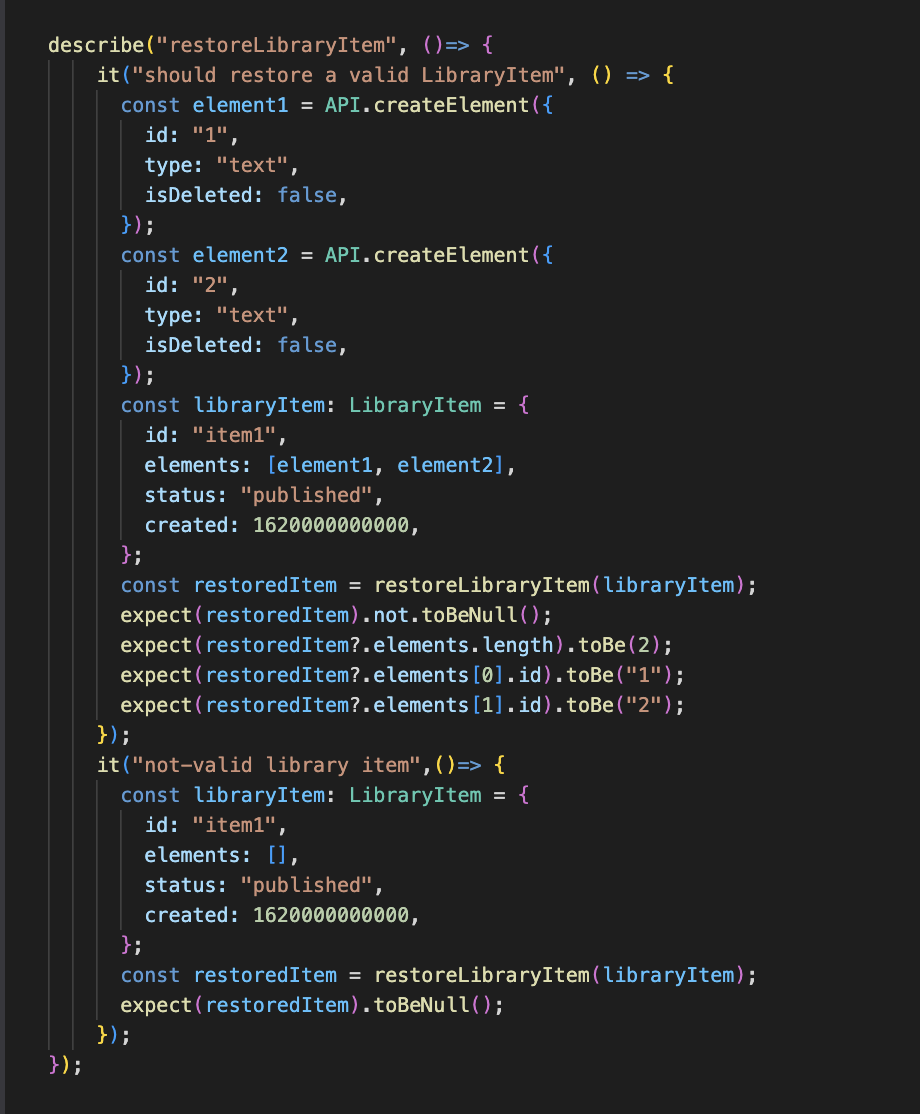 describe("restoreLibraryItem", ()=> {
    it("should restore a valid LibraryItem", () => {
      const element1 = API.createElement({
        id: "1",
        type: "text",
        isDeleted: false,
      });
      const element2 = API.createElement({
        id: "2",
        type: "text",
        isDeleted: false,
      });
      const libraryItem: LibraryItem = {
        id: "item1",
        elements: [element1, element2],
        status: "published",
        created: 1620000000000,
      };
      const restoredItem = restoreLibraryItem(libraryItem);
      expect(restoredItem).not.toBeNull();
      expect(restoredItem?.elements.length).toBe(2);
      expect(restoredItem?.elements[0].id).toBe("1");
      expect(restoredItem?.elements[1].id).toBe("2");
    });
    it("not-valid library item",()=> {
      const libraryItem: LibraryItem = {
        id: "item1",
        elements: [],
        status: "published",
        created: 1620000000000,
      };
      const restoredItem = restoreLibraryItem(libraryItem);
      expect(restoredItem).toBeNull();
    });
});